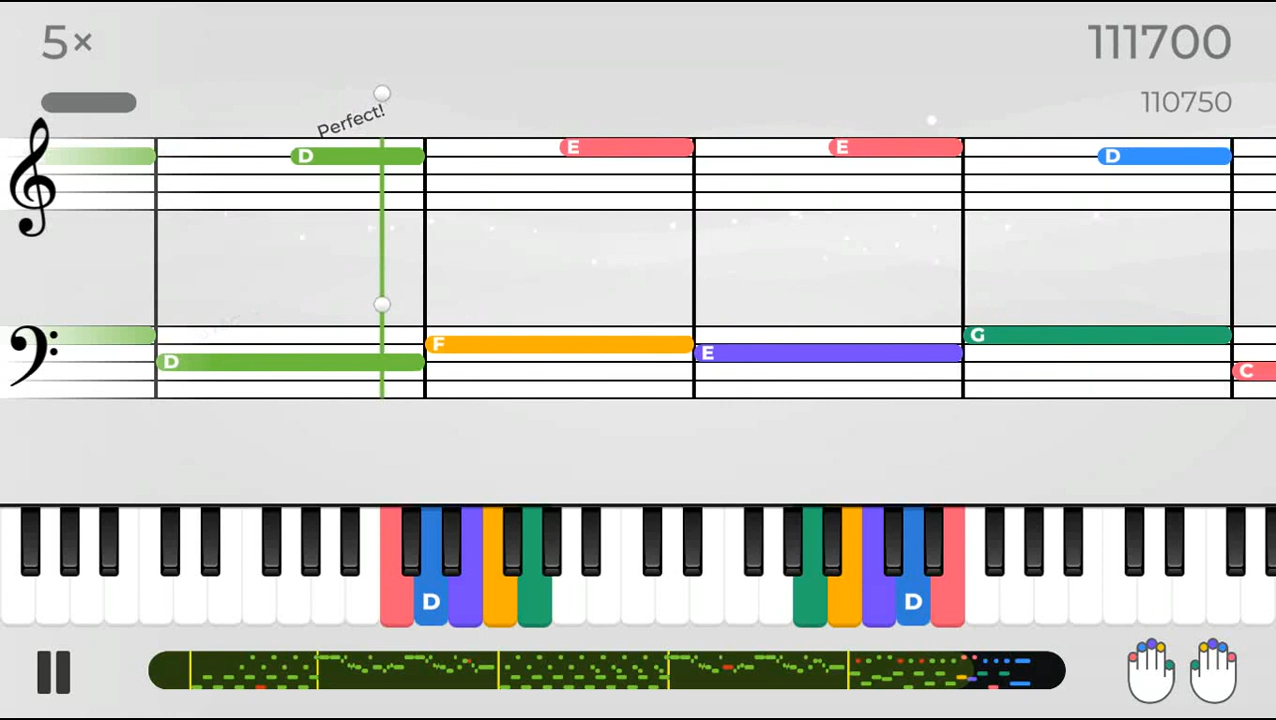 5×
111700
110750
Perfect!
D E E D
D F E G C
D D